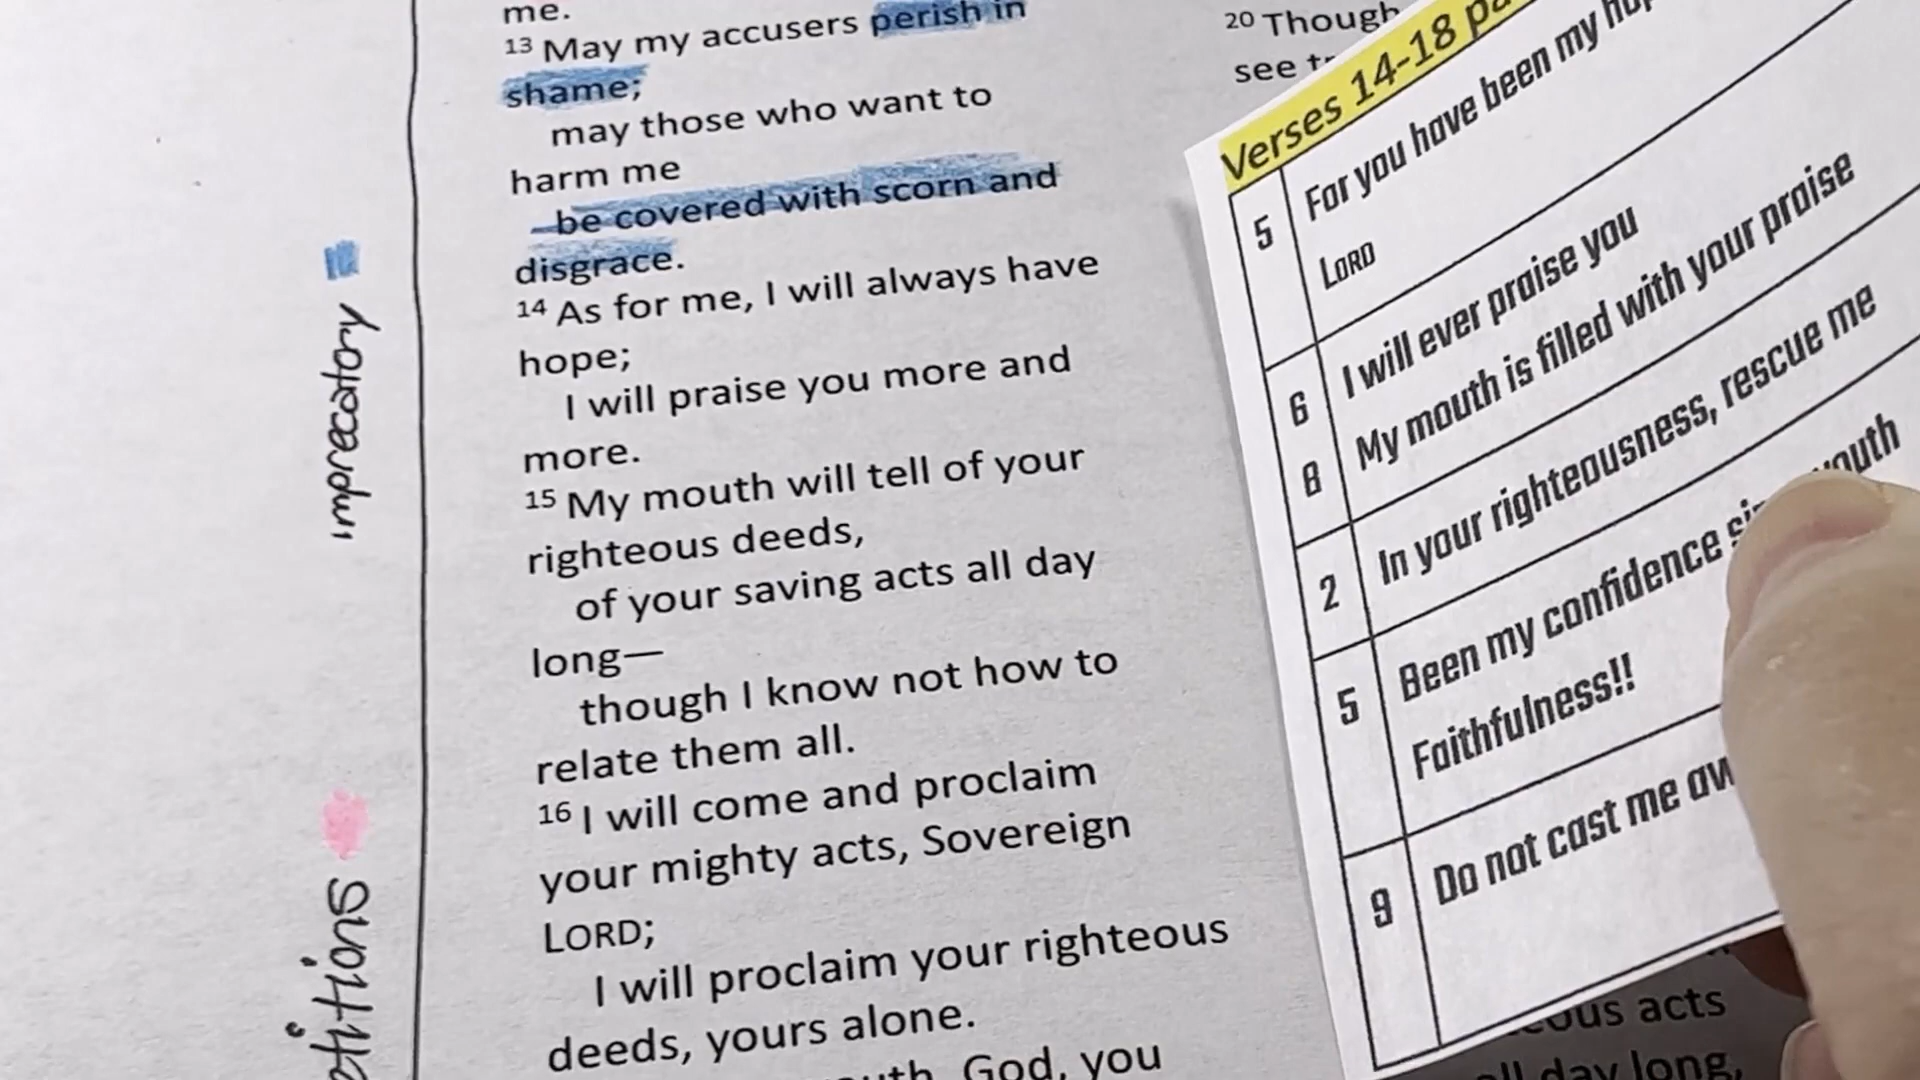 me.
13 May my accusers perish in
shame;
may those who want to
harm me
be covered with scorn and
disgrace.
14 As for me, I will always have
hope;
I will praise you more and
more.
15 My mouth will tell of your
righteous deeds,
of your saving acts all day
long—
though I know not how to
relate them all.
16 I will come and proclaim
your mighty acts, Sovereign
LORD;
I will proclaim your righteous
deeds, yours alone.
God, you
20 Though
see
imprecatory
Verses 14-18
5 For you have been my
LORD
6 I will ever praise you
8 My mouth is filled with your praise
2 In your righteousness, rescue me
5 Been my confidence
Faithfulness!!
9 Do not cast me
acts
day long,